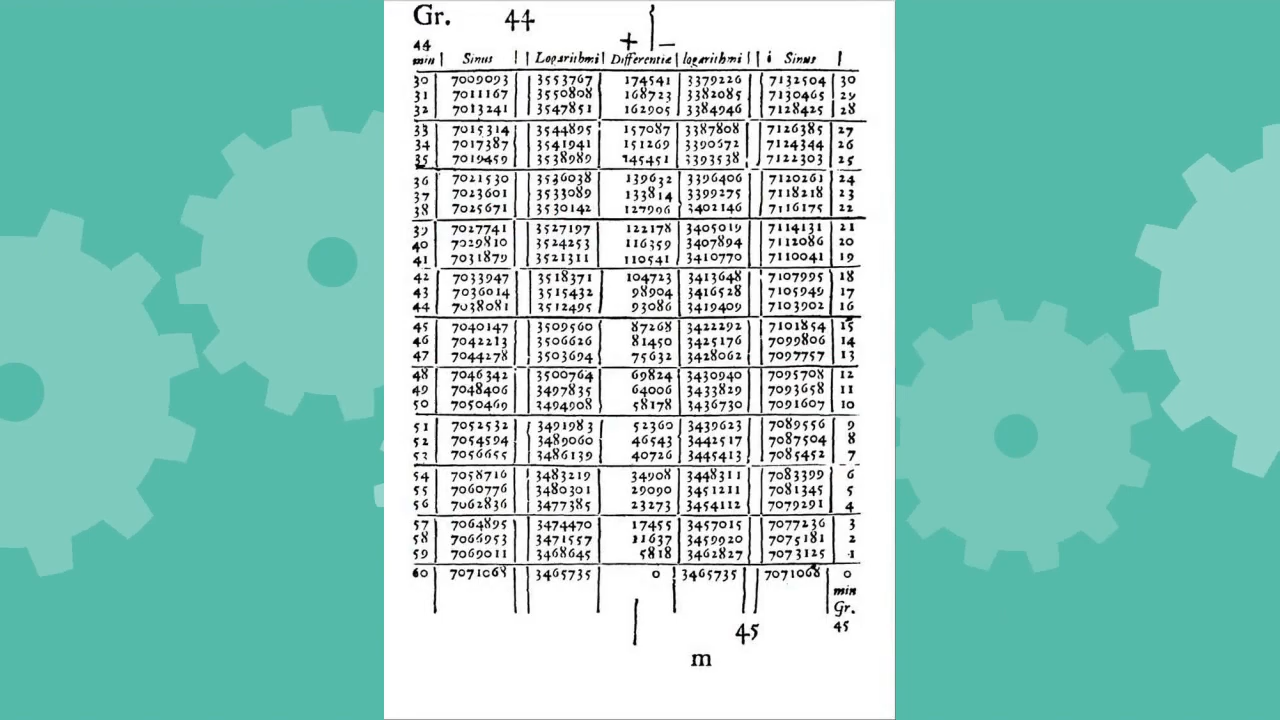 Gr. 44
+ | −
44
min | Sinus | Logarithmi | Differentiæ | logarithmi | Sinus |
30 7009093 3553767 174541 3379226 7132504 30
31 7011167 3550808 168723 3382085 7130465 29
32 7013241 3547851 162905 3384946 7128425 28
33 7015314 3544895 157087 3387808 7126385 27
34 7017387 3541941 151269 3390672 7124344 26
35 7019459 3538989 145451 3393538 7122303 25
36 7021530 3536038 139632 3396406 7120261 24
37 7023601 3533089 133814 3399275 7118218 23
38 7025671 3530142 127996 3402146 7116175 22
39 7027741 3527197 122178 3405019 7114131 21
40 7029810 3524253 116359 3407894 7112086 20
41 7031879 3521311 110541 3410770 7110041 19
42 7033947 3518371 104723 3413648 7107995 18
43 7036014 3515432 98904 3416528 7105949 17
44 7038081 3512495 93086 3419409 7103902 16
45 7040147 3509560 87268 3422292 7101854 15
46 7042213 3506626 81450 3425176 7099806 14
47 7044278 3503694 75632 3428062 7097757 13
48 7046342 3500764 69824 3430940 7095708 12
49 7048406 3497835 64006 3433829 7093658 11
50 7050469 3494908 58178 3436730 7091607 10
51 7052532 3491983 52360 3439623 7089556 9
52 7054594 3489060 46543 3442517 7087504 8
53 7056655 3486139 40726 3445413 7085452 7
54 7058716 3483219 34908 3448311 7083399 6
55 7060776 3480301 29090 3451211 7081345 5
56 7062836 3477385 23273 3454112 7079291 4
57 7064895 3474470 17455 3457015 7077236 3
58 7066953 3471557 11637 3459920 7075181 2
59 7069011 3468645 5818 3462827 7073125 1
60 7071068 3465735 0 3465735 7071068 0
min
Gr.
45 45
m